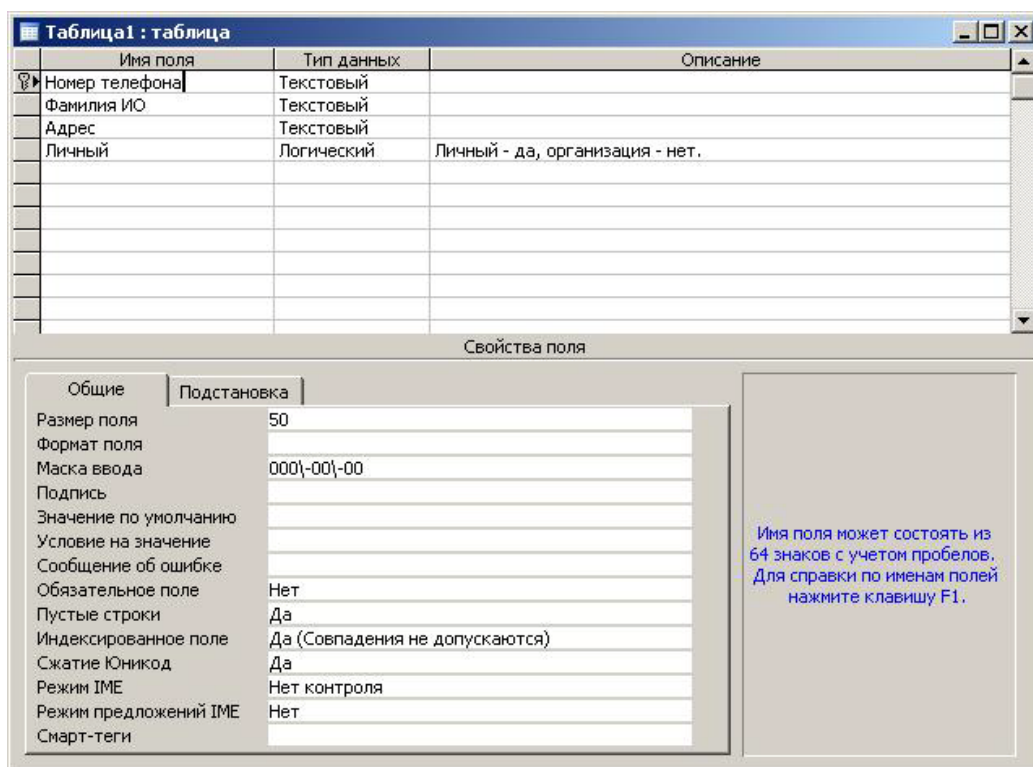 Таблица1 : таблица
Имя поля Тип данных Описание
Номер телефона Текстовый
Фамилия ИО Текстовый
Адрес Текстовый
Личный Логический Личный - да, организация - нет.
Свойства поля
Общие Подстановка
Размер поля 50
Формат поля
Маска ввода 000\-00\-00
Подпись
Значение по умолчанию
Условие на значение
Сообщение об ошибке
Обязательное поле Нет
Пустые строки Да
Индексированное поле Да (Совпадения не допускаются)
Сжатие Юникод Да
Режим IME Нет контроля
Режим предложений IME Нет
Смарт-теги
Имя поля может состоять из
64 знаков с учетом пробелов.
Для справки по именам полей
нажмите клавишу F1.